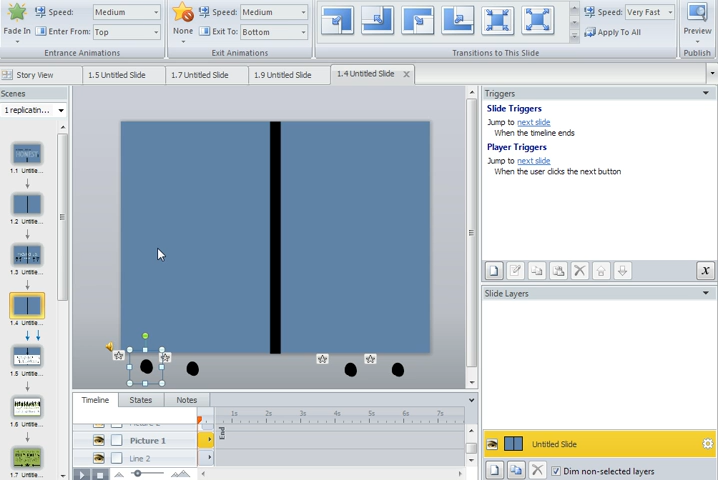 Speed: Medium
Speed: Medium
Speed: Very Fast
Fade In
Enter From: Top
None
Exit To: Bottom
Apply To All
Preview
Entrance Animations
Exit Animations
Transitions to This Slide
Publish
Story View
1.5 Untitled Slide
1.7 Untitled Slide
1.9 Untitled Slide
1.4 Untitled Slide
Scenes
1 replicatin...
1.1 Untitle...
1.2 Untitle...
1.3 Untitle...
1.4 Untitle...
1.5 Untitle...
1.6 Untitle...
1.7 Untitle...
Triggers
Slide Triggers
Jump to next slide
When the timeline ends
Player Triggers
Jump to next slide
When the user clicks the next button
x
Slide Layers
Untitled Slide
Dim non-selected layers
Timeline
States
Notes
1s 2s 3s 4s 5s 6s 7s
End
Picture 2
Picture 1
Line 2